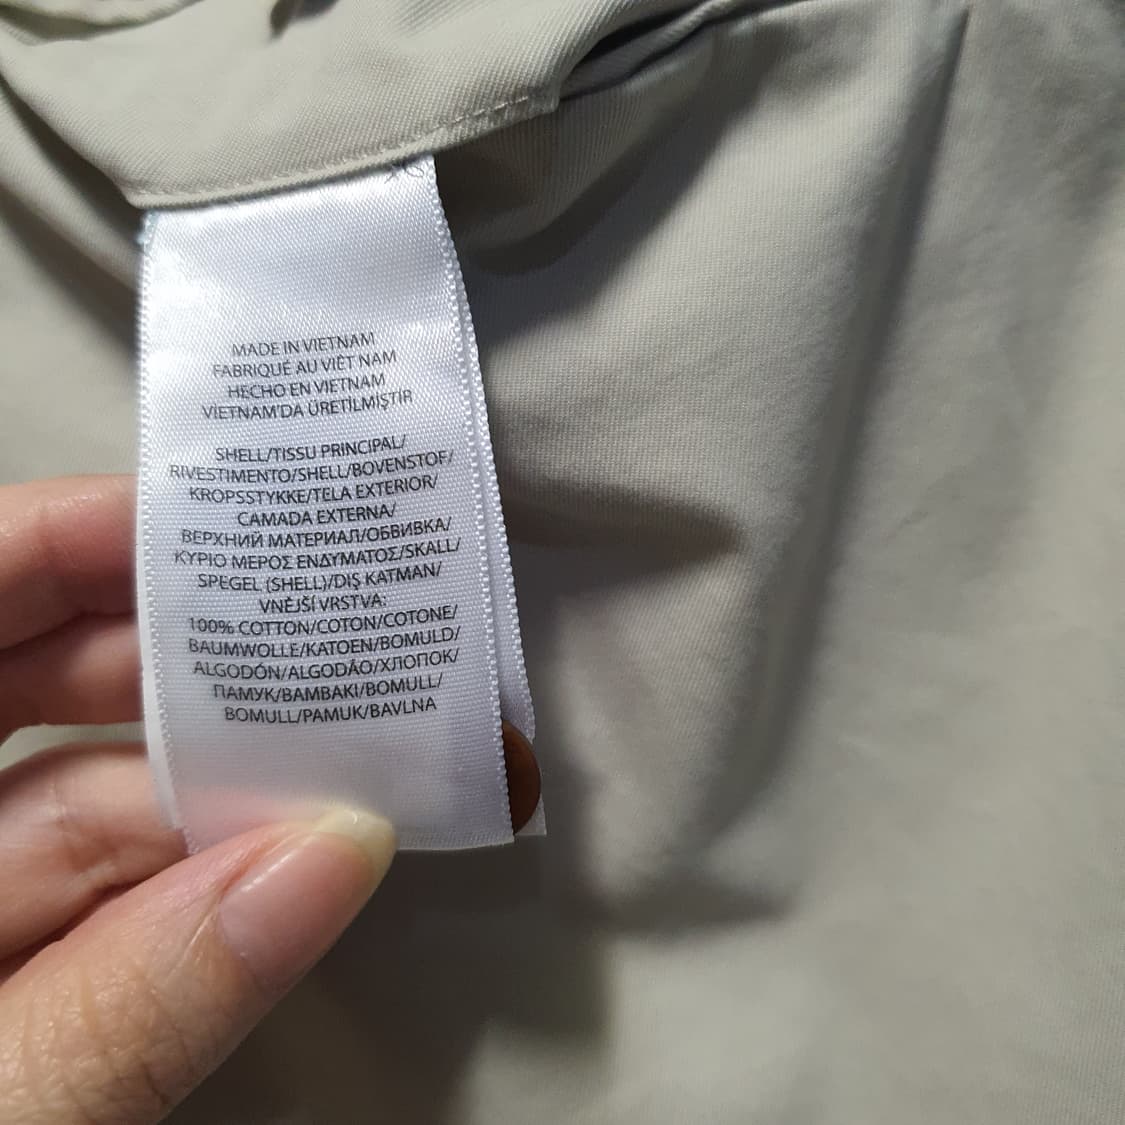 MADE IN VIETNAM
FABRIQUÉ AU VIÊT NAM
HECHO EN VIETNAM
VİETNAM'DA ÜRETİLMİŞTİR
SHELL/TISSU PRINCIPAL/
RIVESTIMENTO/SHELL/BOVENSTOF/
KROPSSTYKKE/TELA EXTERIOR/
CAMADA EXTERNA/
ВЕРХНИЙ МАТЕРИАЛ/ОБВИВКА/
ΚΥΡΙΟ ΜΕΡΟΣ ΕΝΔΥΜΑΤΟΣ/SKALL/
SPEGEL (SHELL)/DIŞ KATMAN/
VNĚJŠÍ VRSTVA:
100% COTTON/COTON/COTONE/
BAUMWOLLE/KATOEN/BOMULD/
ALGODÓN/ALGODÃO/ХЛОПОК/
ПАМУК/ΒΑΜΒΑΚΙ/BOMULL/
BOMULL/PAMUK/BAVLNA